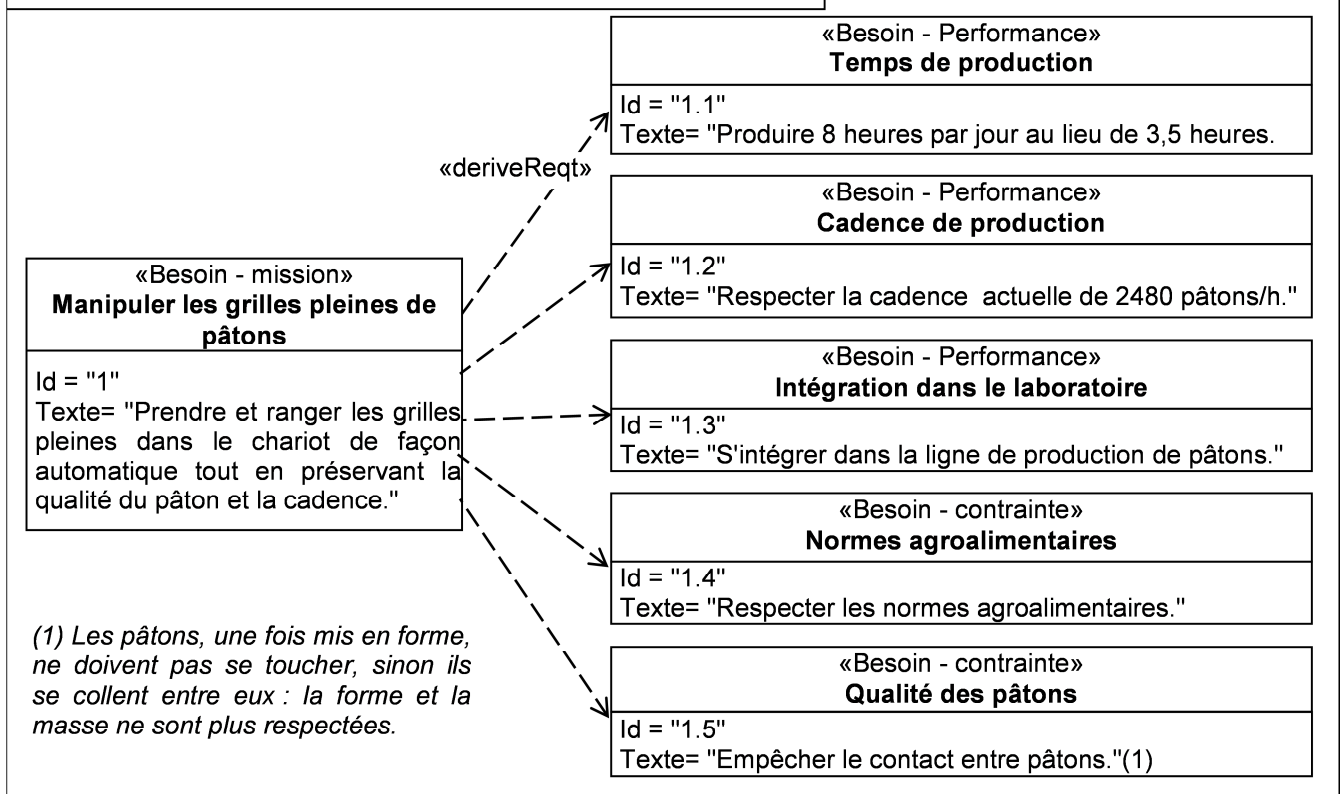 «Besoin - Performance»
Temps de production
Id = "1.1"
Texte= "Produire 8 heures par jour au lieu de 3,5 heures.
«deriveReqt»
«Besoin - Performance»
Cadence de production
Id = "1.2"
Texte= "Respecter la cadence  actuelle de 2480 pâtons/h."
«Besoin - mission»
Manipuler les grilles pleines de
pâtons
Id = "1"
Texte= "Prendre et ranger les grilles
pleines dans le chariot de façon
automatique tout en préservant la
qualité du pâton et la cadence."
«Besoin - Performance»
Intégration dans le laboratoire
Id = "1.3"
Texte= "S'intégrer dans la ligne de production de pâtons."
«Besoin - contrainte»
Normes agroalimentaires
Id = "1.4"
Texte= "Respecter les normes agroalimentaires."
«Besoin - contrainte»
Qualité des pâtons
Id = "1.5"
Texte= "Empêcher le contact entre pâtons."(1)
(1) Les pâtons, une fois mis en forme,
ne doivent pas se toucher, sinon ils
se collent entre eux : la forme et la
masse ne sont plus respectées.